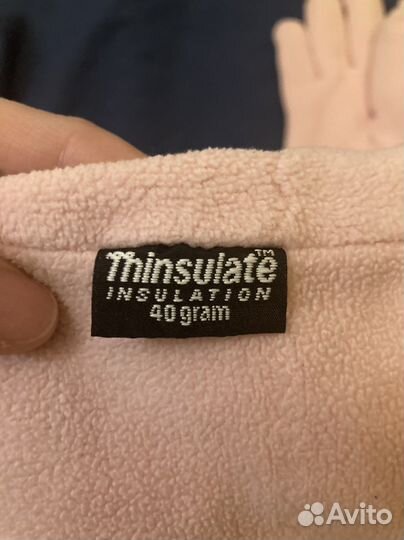 Thinsulate™
INSULATION
40 gram
Avito